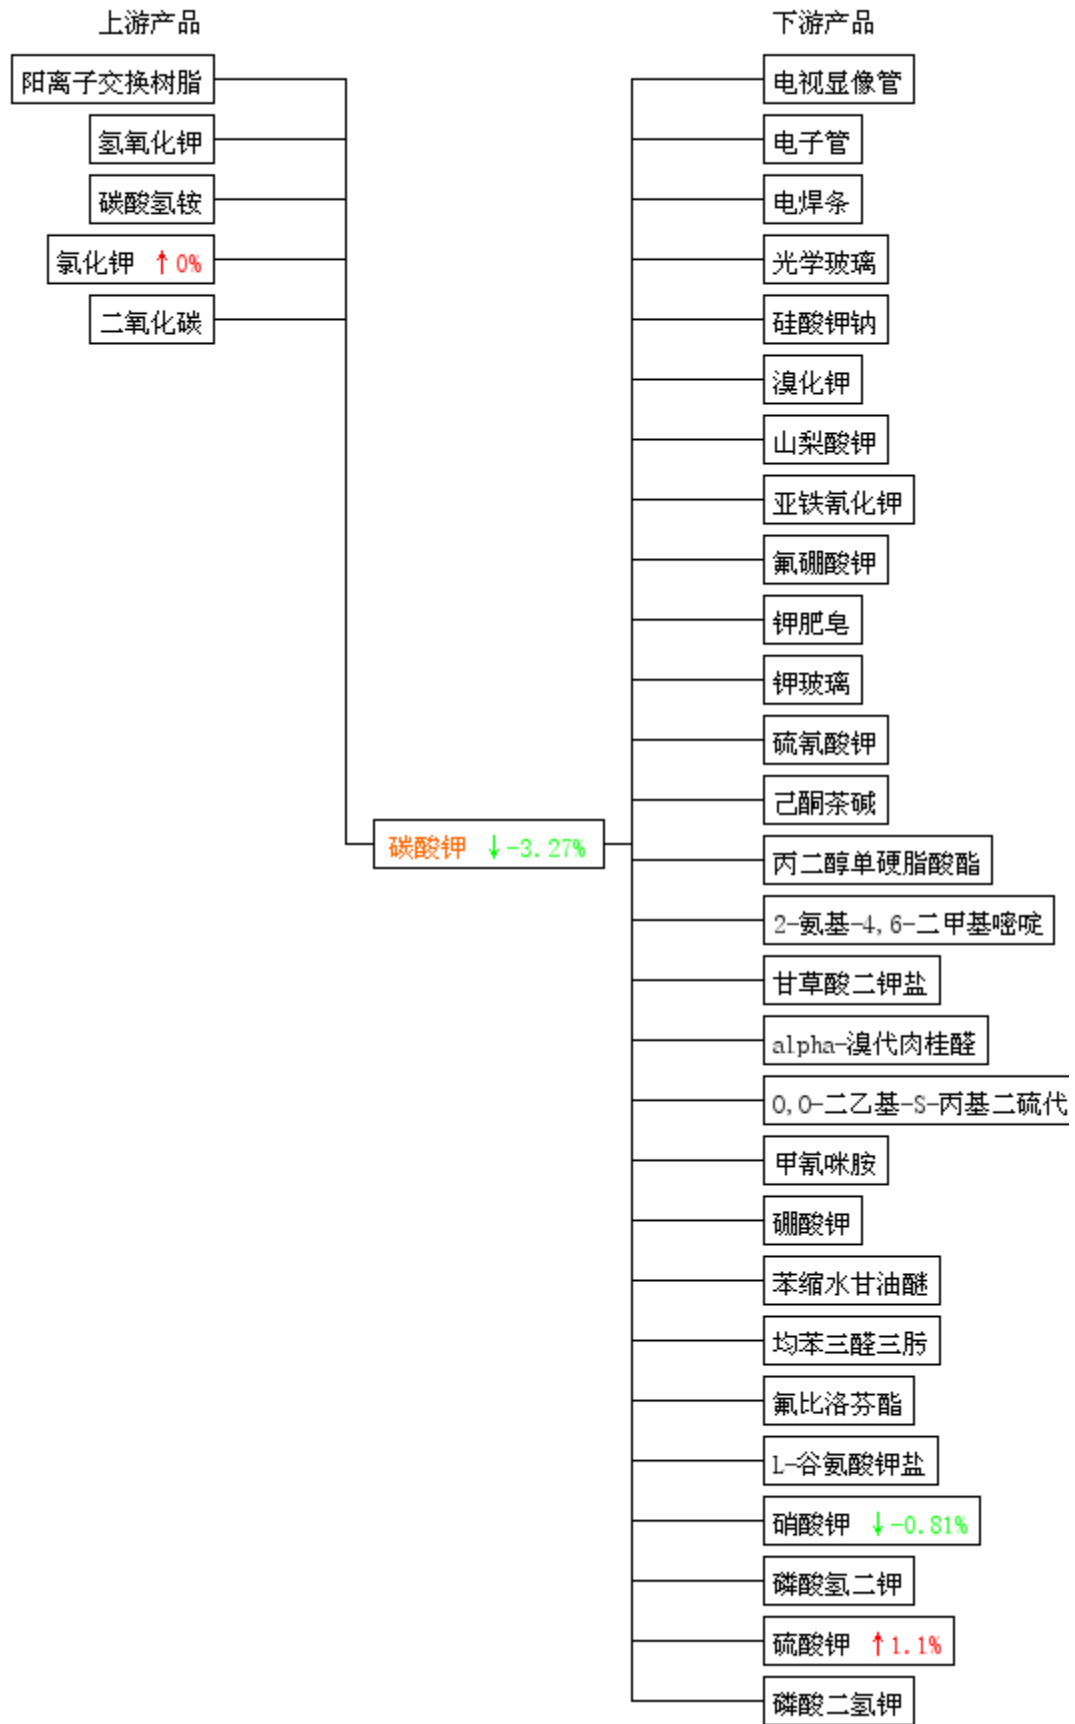 上游产品
下游产品
阳离子交换树脂
氢氧化钾
碳酸氢铵
氯化钾 ↑0%
二氧化碳
碳酸钾 ↓-3.27%
电视显像管
电子管
电焊条
光学玻璃
硅酸钾钠
溴化钾
山梨酸钾
亚铁氰化钾
氟硼酸钾
钾肥皂
钾玻璃
硫氰酸钾
己酮茶碱
丙二醇单硬脂酸酯
2-氨基-4,6-二甲基嘧啶
甘草酸二钾盐
alpha-溴代肉桂醛
O,O-二乙基-S-丙基二硫代
甲氰咪胺
硼酸钾
苯缩水甘油醚
均苯三醛三肟
氟比洛芬酯
L-谷氨酸钾盐
硝酸钾 ↓-0.81%
磷酸氢二钾
硫酸钾 ↑1.1%
磷酸二氢钾